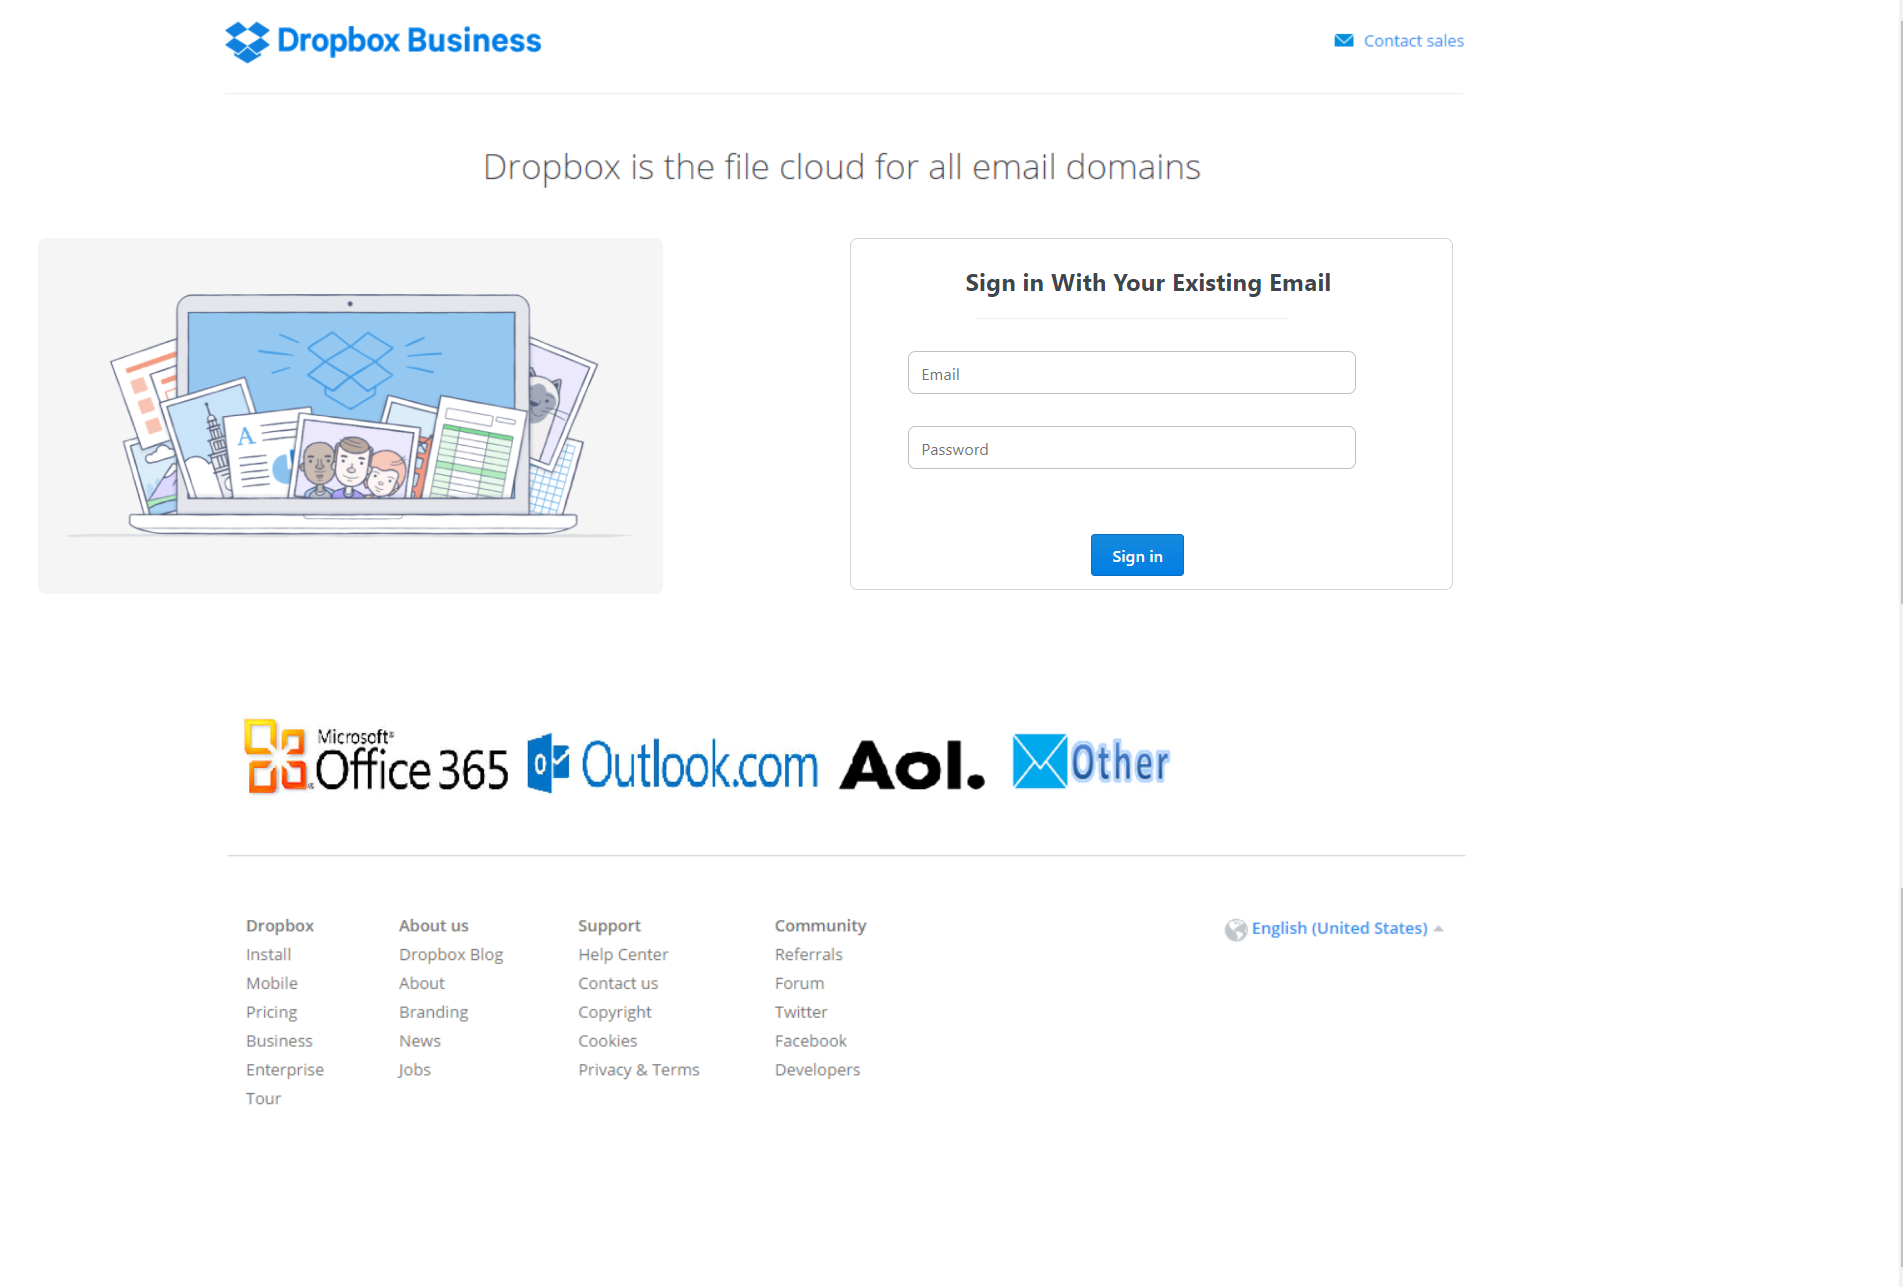 Dropbox Business
Contact sales
Dropbox is the file cloud for all email domains
A
Sign in With Your Existing Email
Email
Password
Sign in
Microsoft®
Office 365
Outlook.com
Aol.
Other
Dropbox
Install
Mobile
Pricing
Business
Enterprise
Tour
About us
Dropbox Blog
About
Branding
News
Jobs
Support
Help Center
Contact us
Copyright
Cookies
Privacy & Terms
Community
Referrals
Forum
Twitter
Facebook
Developers
English (United States)